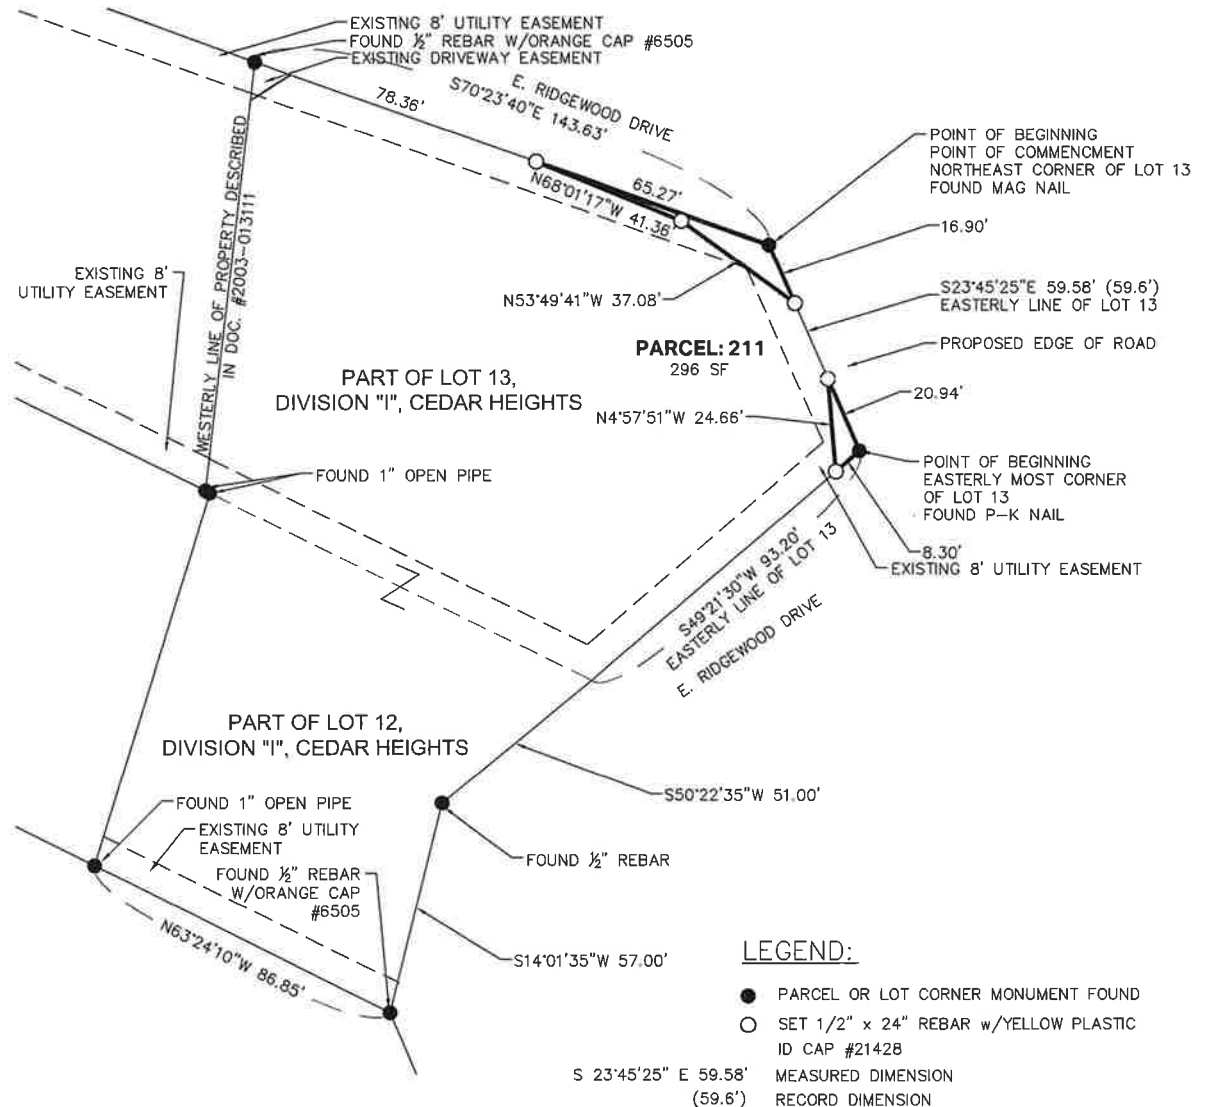 EXISTING 8' UTILITY EASEMENT
FOUND ½" REBAR W/ORANGE CAP #6505
EXISTING DRIVEWAY EASEMENT
E. RIDGEWOOD DRIVE
S70°23'40"E 143.63'
78.36'
65.27'
N68°01'17"W 41.36'
POINT OF BEGINNING
POINT OF COMMENCMENT
NORTHEAST CORNER OF LOT 13
FOUND MAG NAIL
16.90'
S23°45'25"E 59.58' (59.6')
EASTERLY LINE OF LOT 13
PROPOSED EDGE OF ROAD
20.94'
WESTERLY LINE OF PROPERTY DESCRIBED
IN DOC. #2003-013111
EXISTING 8'
UTILITY EASEMENT
N53°49'41"W 37.08'
PARCEL: 211
296 SF
PART OF LOT 13,
DIVISION "I", CEDAR HEIGHTS
N4°57'51"W 24.66'
FOUND 1" OPEN PIPE
POINT OF BEGINNING
EASTERLY MOST CORNER
OF LOT 13
FOUND P-K NAIL
8.30'
EXISTING 8' UTILITY EASEMENT
S49°21'30"W 93.20'
EASTERLY LINE OF LOT 13
E. RIDGEWOOD DRIVE
PART OF LOT 12,
DIVISION "I", CEDAR HEIGHTS
S50°22'35"W 51.00'
FOUND 1" OPEN PIPE
EXISTING 8' UTILITY
EASEMENT
FOUND ½" REBAR
W/ORANGE CAP
#6505
FOUND ½" REBAR
N63°24'10"W 86.85'
S14°01'35"W 57.00'
LEGEND:
PARCEL OR LOT CORNER MONUMENT FOUND
SET 1/2" x 24" REBAR w/YELLOW PLASTIC
ID CAP #21428
S 23°45'25" E 59.58' MEASURED DIMENSION
(59.6') RECORD DIMENSION